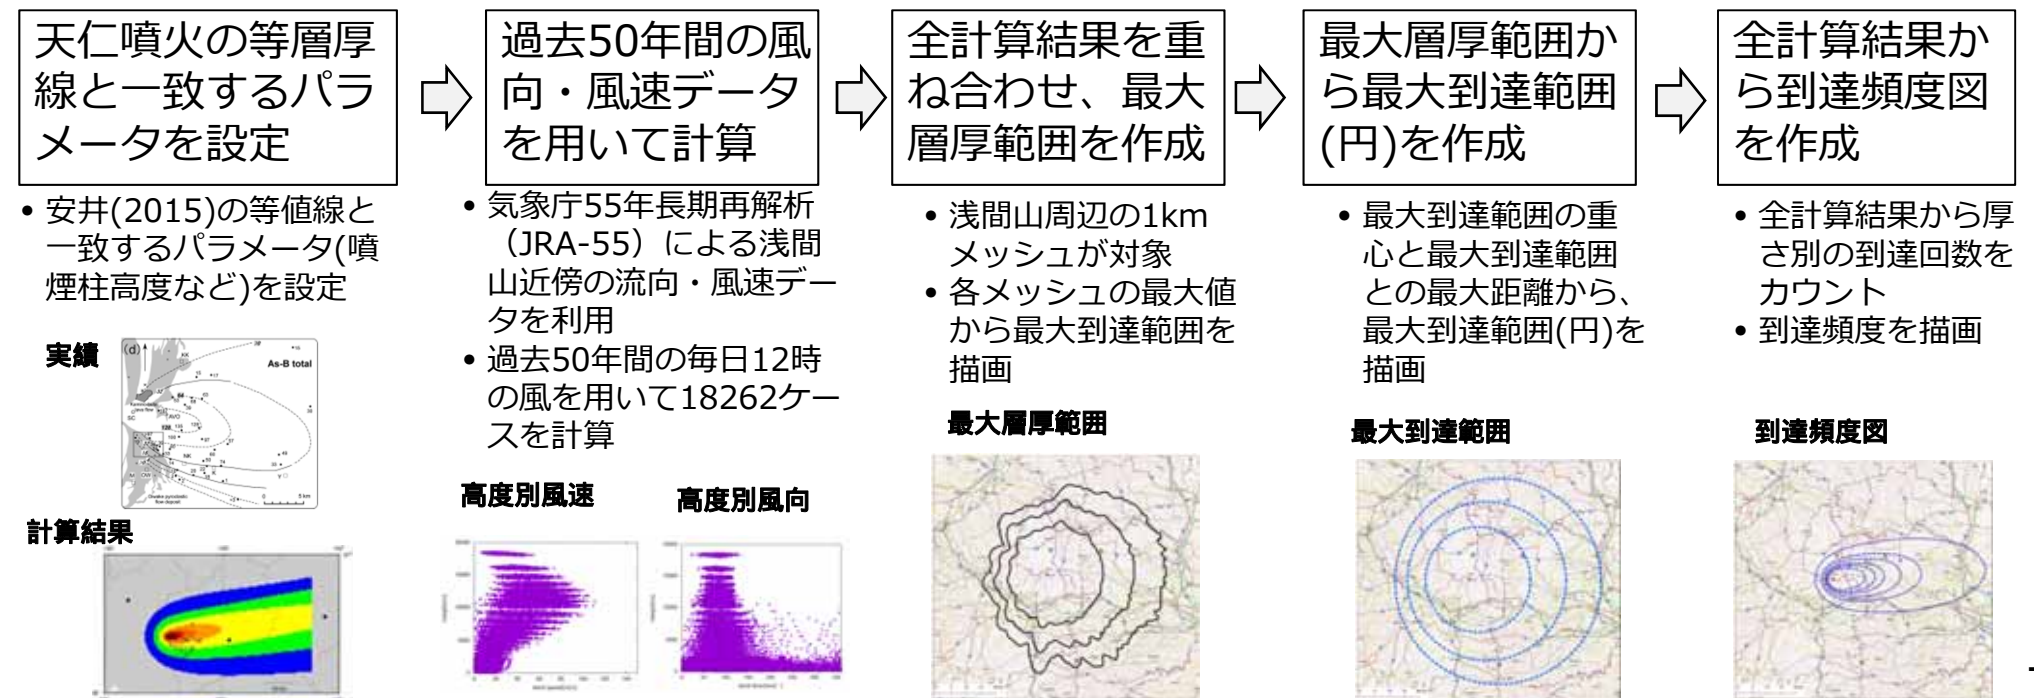 天仁噴火の等層厚
線と一致するパラ
メータを設定
• 安井(2015)の等値線と
一致するパラメータ(噴
煙柱高度など)を設定
実績
(d)
KK
As-B total
AVO
SC
NK
K
Y
M
OW
0
5 km
計算結果
過去50年間の風
向・風速データ
を用いて計算
• 気象庁55年長期再解析
（JRA-55）による浅間
山近傍の流向・風速デー
タを利用
• 過去50年間の毎日12時
の風を用いて18262ケー
スを計算
高度別風速
高度別風向
全計算結果を重
ね合わせ、最大
層厚範囲を作成
• 浅間山周辺の1km
メッシュが対象
• 各メッシュの最大値
から最大到達範囲を
描画
最大層厚範囲
最大層厚範囲か
ら最大到達範囲
(円)を作成
• 最大到達範囲の重
心と最大到達範囲
との最大距離から、
最大到達範囲(円)を
描画
最大到達範囲
全計算結果か
ら到達頻度図
を作成
• 全計算結果から厚
さ別の到達回数を
カウント
• 到達頻度を描画
到達頻度図